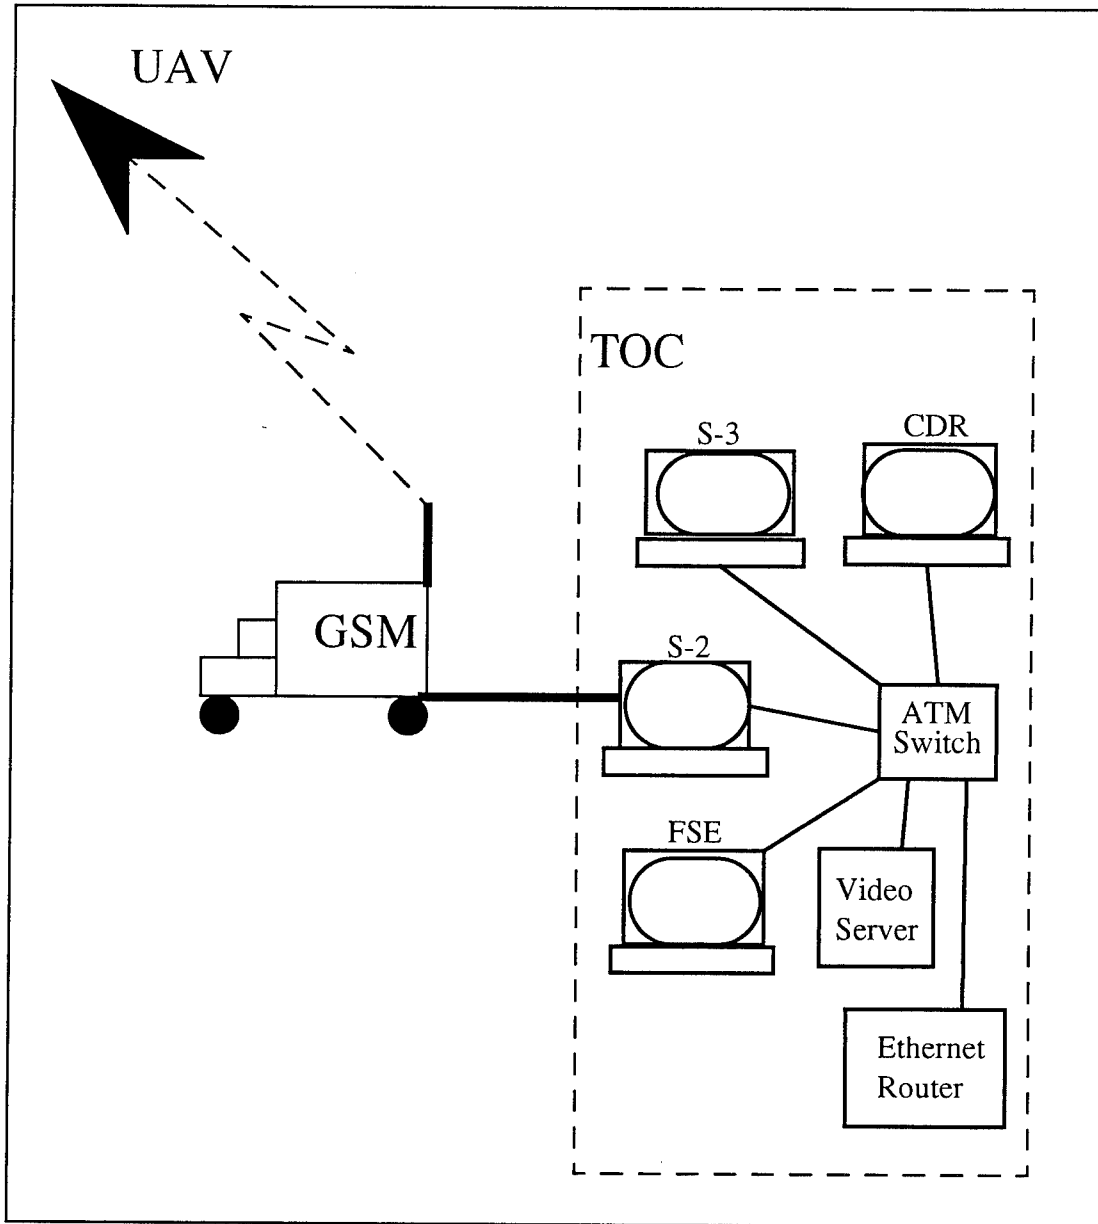 UAV
TOC
S-3
CDR
GSM
S-2
ATM
Switch
FSE
Video
Server
Ethernet
Router